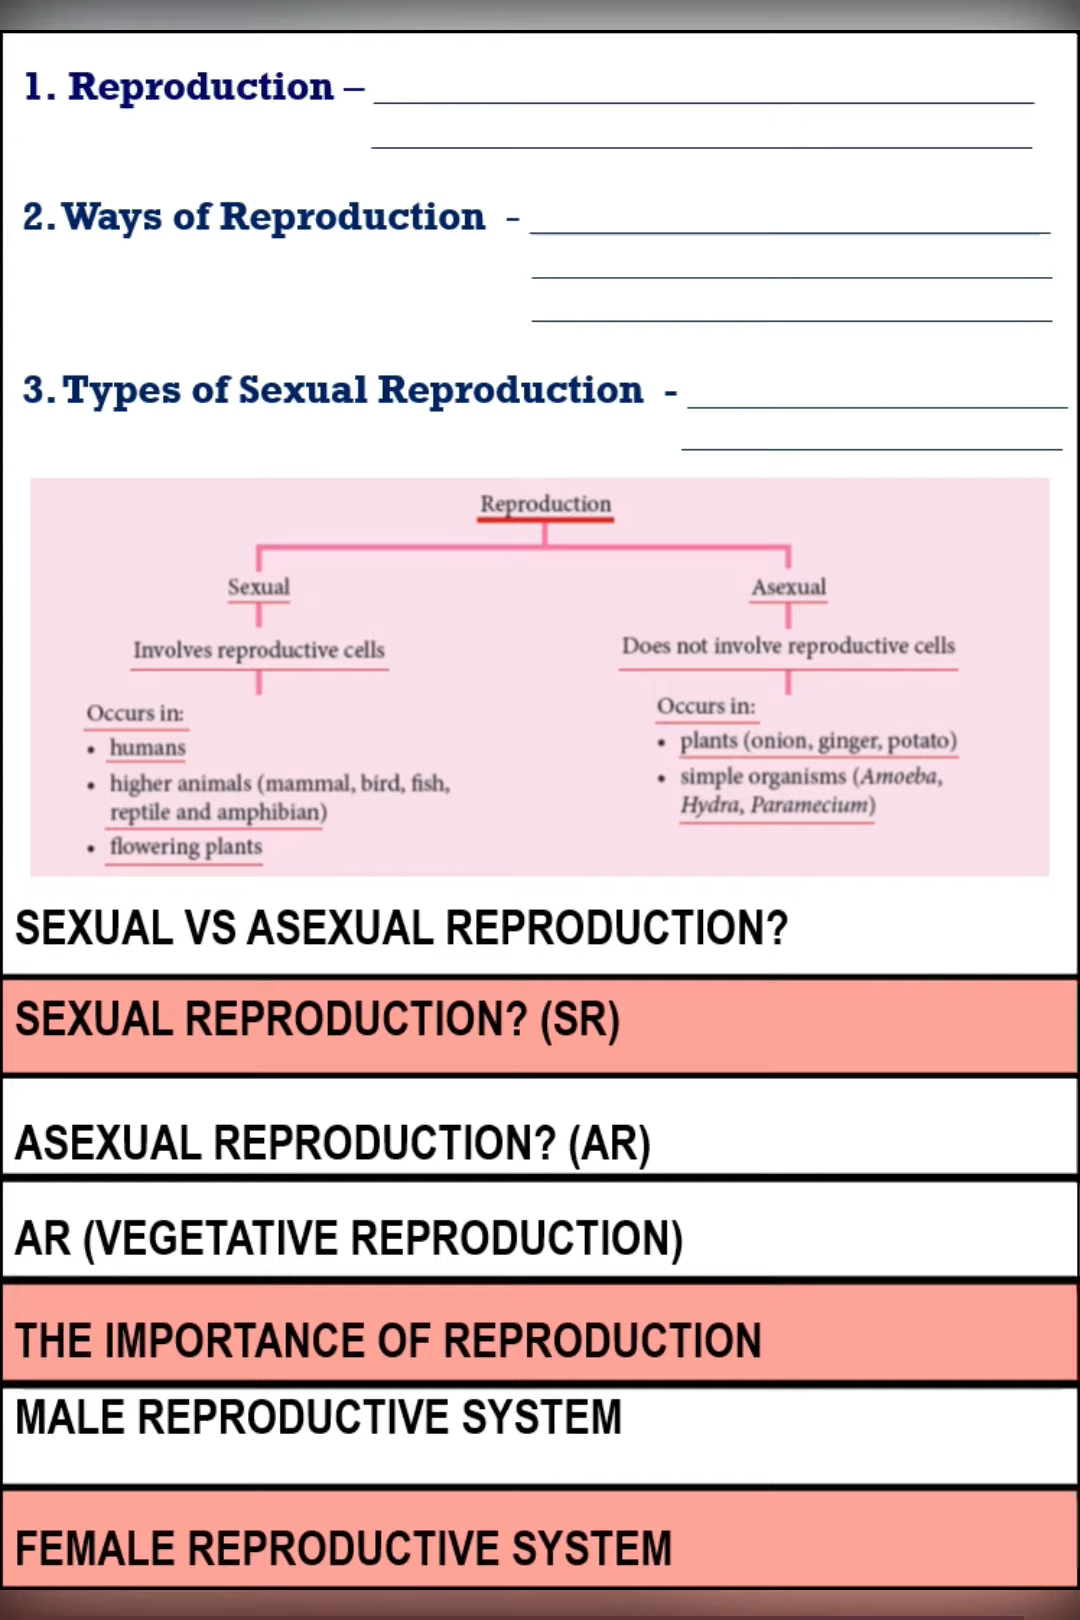 1. Reproduction –
2. Ways of Reproduction -
3. Types of Sexual Reproduction -
Reproduction
Sexual
Asexual
Involves reproductive cells
Does not involve reproductive cells
Occurs in:
• humans
• higher animals (mammal, bird, fish,
reptile and amphibian)
• flowering plants
Occurs in:
• plants (onion, ginger, potato)
• simple organisms (Amoeba,
Hydra, Paramecium)
SEXUAL VS ASEXUAL REPRODUCTION?
SEXUAL REPRODUCTION? (SR)
ASEXUAL REPRODUCTION? (AR)
AR (VEGETATIVE REPRODUCTION)
THE IMPORTANCE OF REPRODUCTION
MALE REPRODUCTIVE SYSTEM
FEMALE REPRODUCTIVE SYSTEM